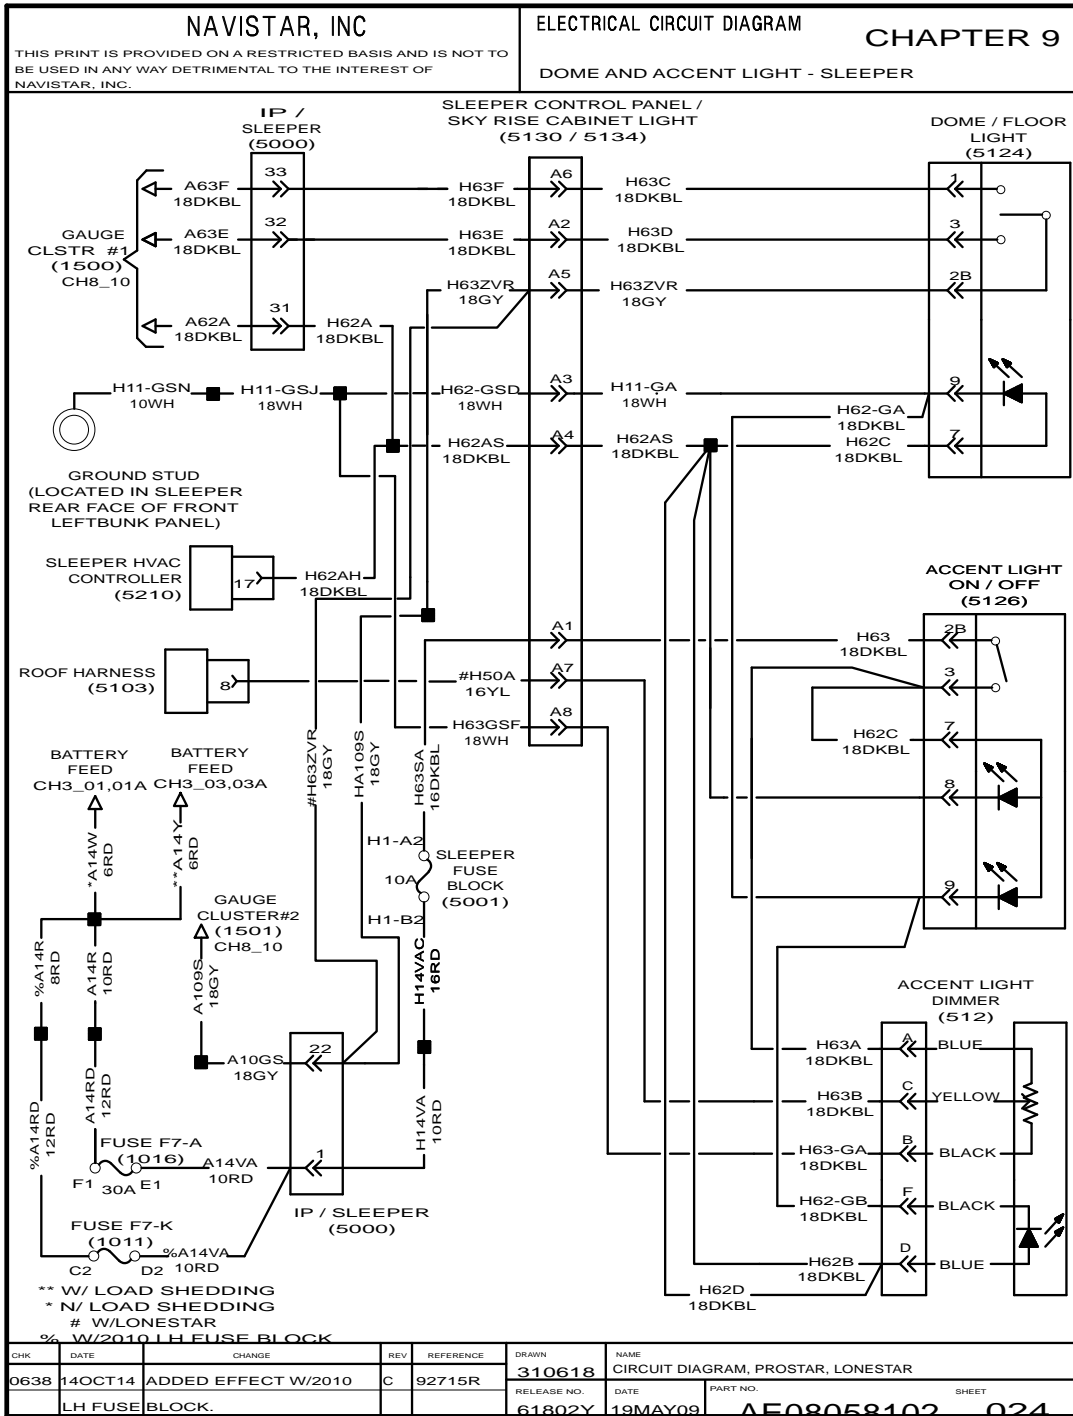 NAVISTAR, INC
THIS PRINT IS PROVIDED ON A RESTRICTED BASIS AND IS NOT TO
BE USED IN ANY WAY DETRIMENTAL TO THE INTEREST OF
NAVISTAR, INC.
ELECTRICAL CIRCUIT DIAGRAM
CHAPTER 9
DOME AND ACCENT LIGHT - SLEEPER
IP /
SLEEPER
(5000)
SLEEPER CONTROL PANEL /
SKY RISE CABINET LIGHT
(5130 / 5134)
DOME / FLOOR
LIGHT
(5124)
A63F
18DKBL
33
H63F
18DKBL
A6
H63C
18DKBL
1
GAUGE
CLSTR #1
(1500)
CH8_10
A63E
18DKBL
32
H63E
18DKBL
A2
H63D
18DKBL
3
H63ZVR
18GY
A5
H63ZVR
18GY
2B
A62A
18DKBL
31
H62A
18DKBL
H11-GSN
10WH
H11-GSJ
18WH
H62-GSD
18WH
A3
H11-GA
18WH
9
H62-GA
18DKBL
H62AS
18DKBL
A4
H62AS
18DKBL
H62C
18DKBL
7
GROUND STUD
(LOCATED IN SLEEPER
REAR FACE OF FRONT
LEFTBUNK PANEL)
SLEEPER HVAC
CONTROLLER
(5210)
17
H62AH
18DKBL
ACCENT LIGHT
ON / OFF
(5126)
A1
H63
18DKBL
2B
ROOF HARNESS
(5103)
8
#H50A
16YL
A7
3
H63GSF
18WH
A8
H62C
18DKBL
7
8
9
BATTERY
FEED
CH3_01,01A
BATTERY
FEED
CH3_03,03A
#H63ZVR
18GY
HA109S
18GY
H63SA
16DKBL
*A14W
6RD
**A14Y
6RD
H1-A2
10A
H1-B2
SLEEPER
FUSE
BLOCK
(5001)
GAUGE
CLUSTER#2
(1501)
CH8_10
%A14R
8RD
A14R
10RD
A109S
18GY
H14VAC
16RD
ACCENT LIGHT
DIMMER
(512)
A10GS
18GY
22
H63A
18DKBL
A
BLUE
H63B
18DKBL
C
YELLOW
%A14RD
12RD
A14RD
12RD
H14VA
10RD
H63-GA
18DKBL
B
BLACK
FUSE F7-A
(1016)
F1
30A
E1
A14VA
10RD
1
H62-GB
18DKBL
F
BLACK
IP / SLEEPER
(5000)
FUSE F7-K
(1011)
C2
D2
%A14VA
10RD
H62B
18DKBL
D
BLUE
H62D
18DKBL
** W/ LOAD SHEDDING
* N/ LOAD SHEDDING
# W/LONESTAR
% W/2010 LH FUSE BLOCK
CHK DATE CHANGE REV REFERENCE
0638 14OCT14 ADDED EFFECT W/2010 C 92715R
LH FUSE BLOCK.
DRAWN
310618
NAME
CIRCUIT DIAGRAM, PROSTAR, LONESTAR
RELEASE NO.
61802Y
DATE
19MAY09
PART NO.
AE08058102
SHEET
024